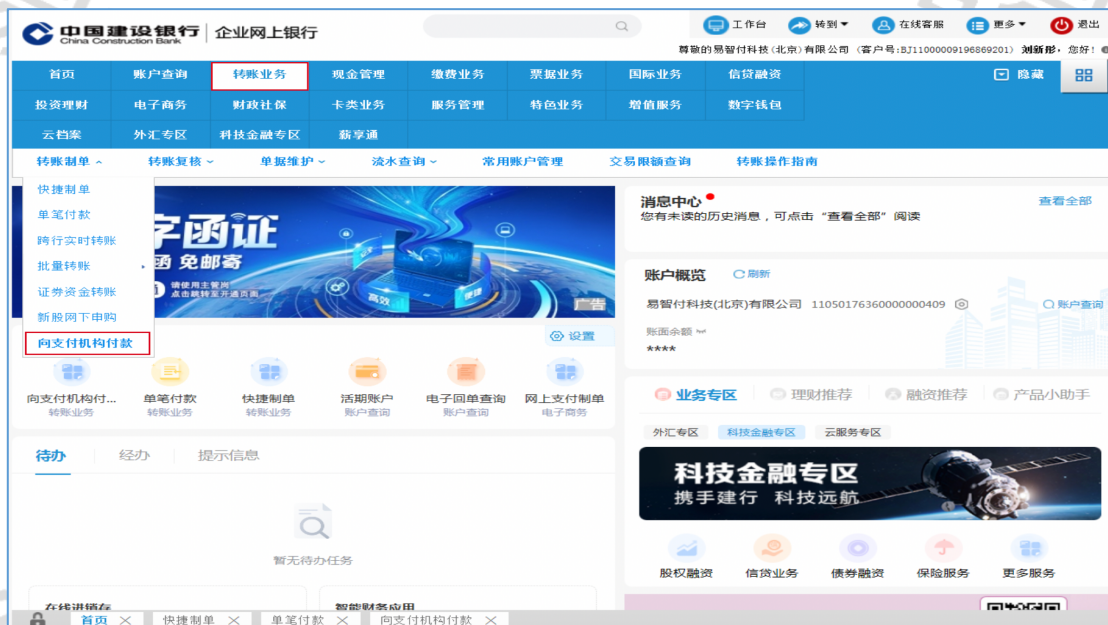 中国建设银行 企业网上银行
China Construction Bank
工作台 转到 在线客服 更多 退出
尊敬的易智付科技(北京)有限公司 (客户号:BJ11000009196869201) 刘新彤, 您好!
首页 账户查询 转账业务 现金管理 缴费业务 票据业务 国际业务 信贷融资 隐藏
投资理财 电子商务 财政社保 卡类业务 服务管理 特色业务 增值服务 数字钱包
云档案 外汇专区 科技金融专区 薪享通
转账制单 转账复核 单据维护 流水查询 常用账户管理 交易限额查询 转账操作指南
快捷制单
单笔付款
跨行实时转账
批量转账
证券资金转账
新股网下申购
向支付机构付款
字函证
函 免邮寄
请使用主管岗
点击跳转至开通页面
高效 便捷
广告
设置
向支付机构付... 单笔付款 快捷制单 活期账户 电子回单查询 网上支付制单
转账业务 转账业务 转账业务 账户查询 账户查询 电子商务
待办 经办 提示信息
暂无待办任务
在线进销存 智能财务应用
消息中心 查看全部
您有未读的历史消息，可点击“查看全部”阅读
账户概览 刷新
易智付科技(北京)有限公司 11050176360000000409 账户查询
账面余额
****
业务专区 理财推荐 融资推荐 产品小助手
外汇专区 科技金融专区 云服务专区
科技金融专区
携手建行 科技远航
股权融资 信贷业务 债券融资 保险服务 更多服务
首页 快捷制单 单笔付款 向支付机构付款